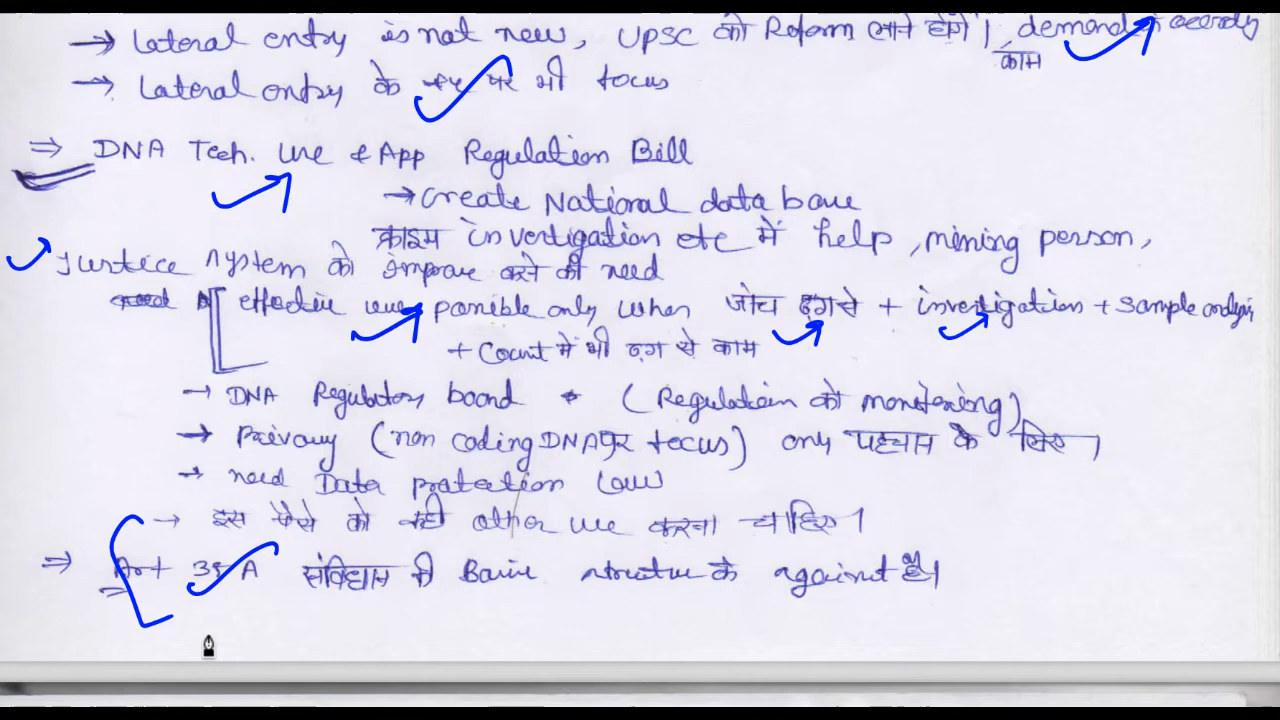 → Lateral entry is not new, UPSC को Reform लाने होंगे। demand accordly
काम
→ Lateral entry के पर भी focus
⇒ DNA Tech. Use & App Regulation Bill
→ Create National data base
क्राइम investigation etc में help, missing person,
Justice system को improve करने की need
effective use possible only when जाँच ढंग से + investigation + sample analysis
+ Court में भी ढंग से काम
→ DNA Regulatory board (Regulation को monitering)
→ Privacy (non coding DNA पर focus) only पहचान के लिए।
→ need Data protection Law
→ इस पैसे को नही other use करना चाहिए।
⇒ Art 35 A संविधान की Basic structure के against है।